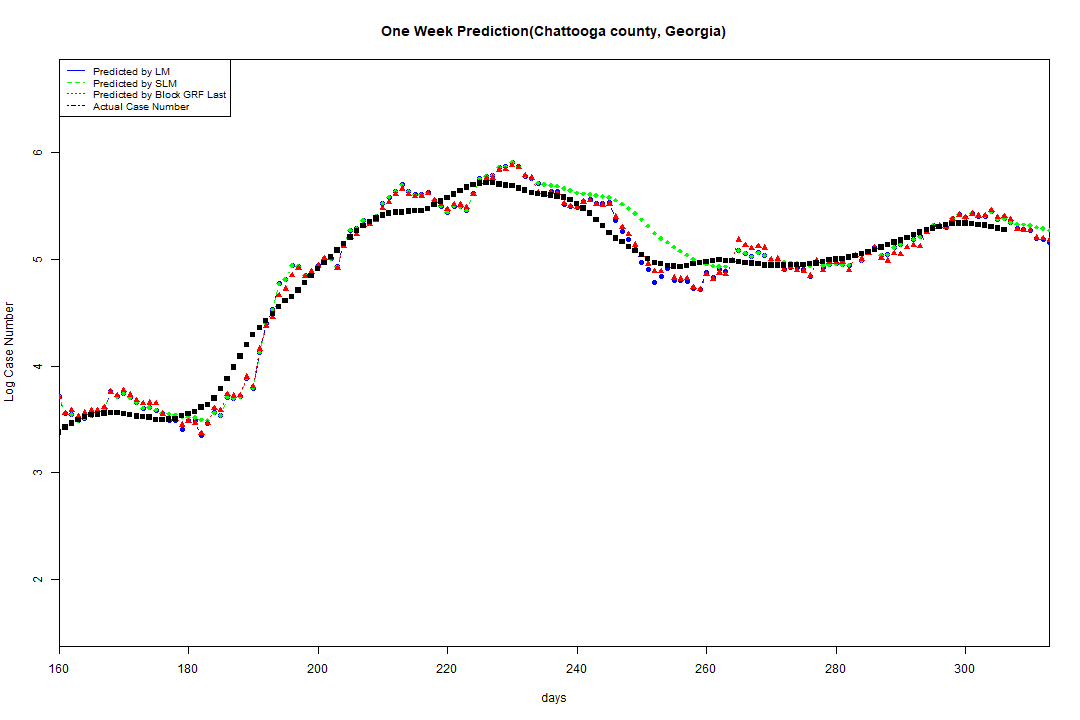 One Week Prediction(Chattooga county, Georgia)
Predicted by LM
Predicted by SLM
Predicted by Block GRF Last
Actual Case Number
6
5
4
3
2
Log Case Number
160 180 200 220 240 260 280 300
days